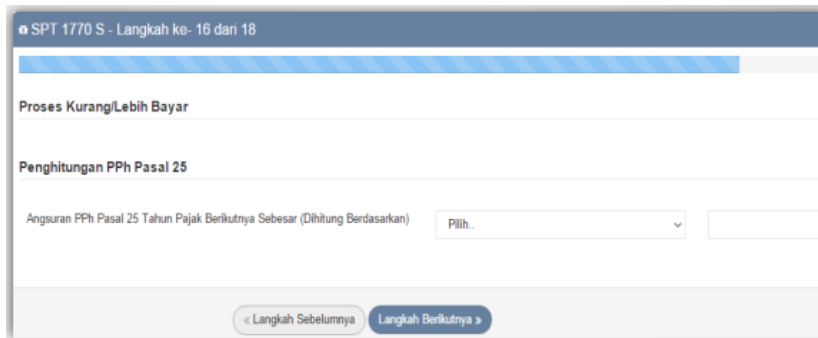 SPT 1770 S - Langkah ke- 16 dari 18
Proses Kurang/Lebih Bayar
Penghitungan PPh Pasal 25
Angsuran PPh Pasal 25 Tahun Pajak Berikutnya Sebesar (Dihitung Berdasarkan) Pilih..
« Langkah Sebelumnya Langkah Berikutnya »